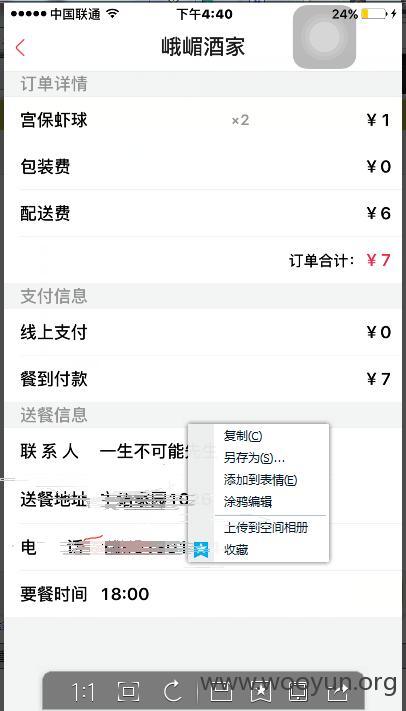 中国联通 下午4:40 24%
峨嵋酒家
订单详情
宫保虾球 ×2 ￥1
包装费 ￥0
配送费 ￥6
订单合计：￥7
支付信息
线上支付 ￥0
餐到付款 ￥7
送餐信息
联系人 一生不可能先生
送餐地址
电话
要餐时间 18:00
复制(C)
另存为(S)...
添加到表情(E)
涂鸦编辑
上传到空间相册
收藏
1:1
www.wooyun.org